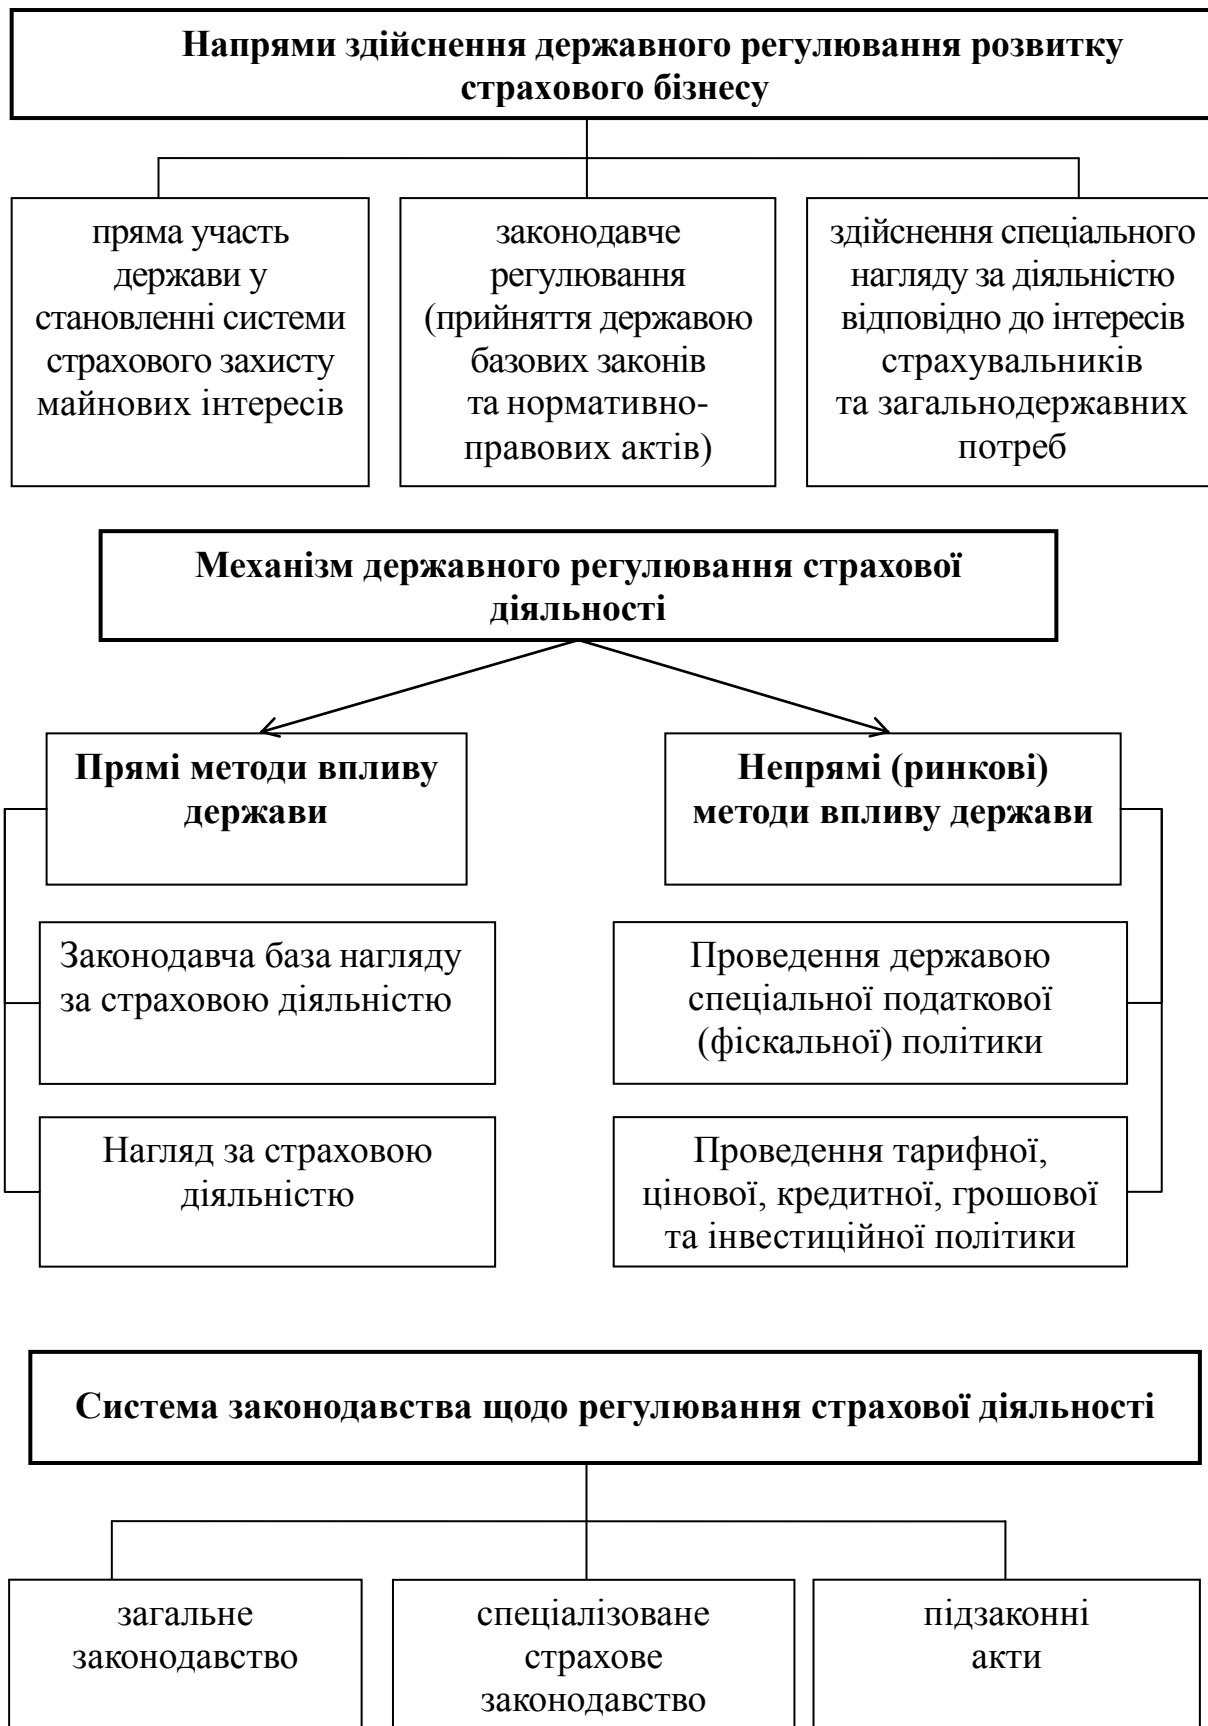 Напрями здійснення державного регулювання розвитку
страхового бізнесу
пряма участь
держави у
становленні системи
страхового захисту
майнових інтересів
законодавче
регулювання
(прийняття державою
базових законів
та нормативно-
правових актів)
здійснення спеціального
нагляду за діяльністю
відповідно до інтересів
страхувальників
та загальнодержавних
потреб
Механізм державного регулювання страхової
діяльності
Прямі методи впливу
держави
Непрямі (ринкові)
методи впливу держави
Законодавча база нагляду
за страховою діяльністю
Проведення державою
спеціальної податкової
(фіскальної) політики
Нагляд за страховою
діяльністю
Проведення тарифної,
цінової, кредитної, грошової
та інвестиційної політики
Система законодавства щодо регулювання страхової діяльності
загальне
законодавство
спеціалізоване
страхове
законодавство
підзаконні
акти